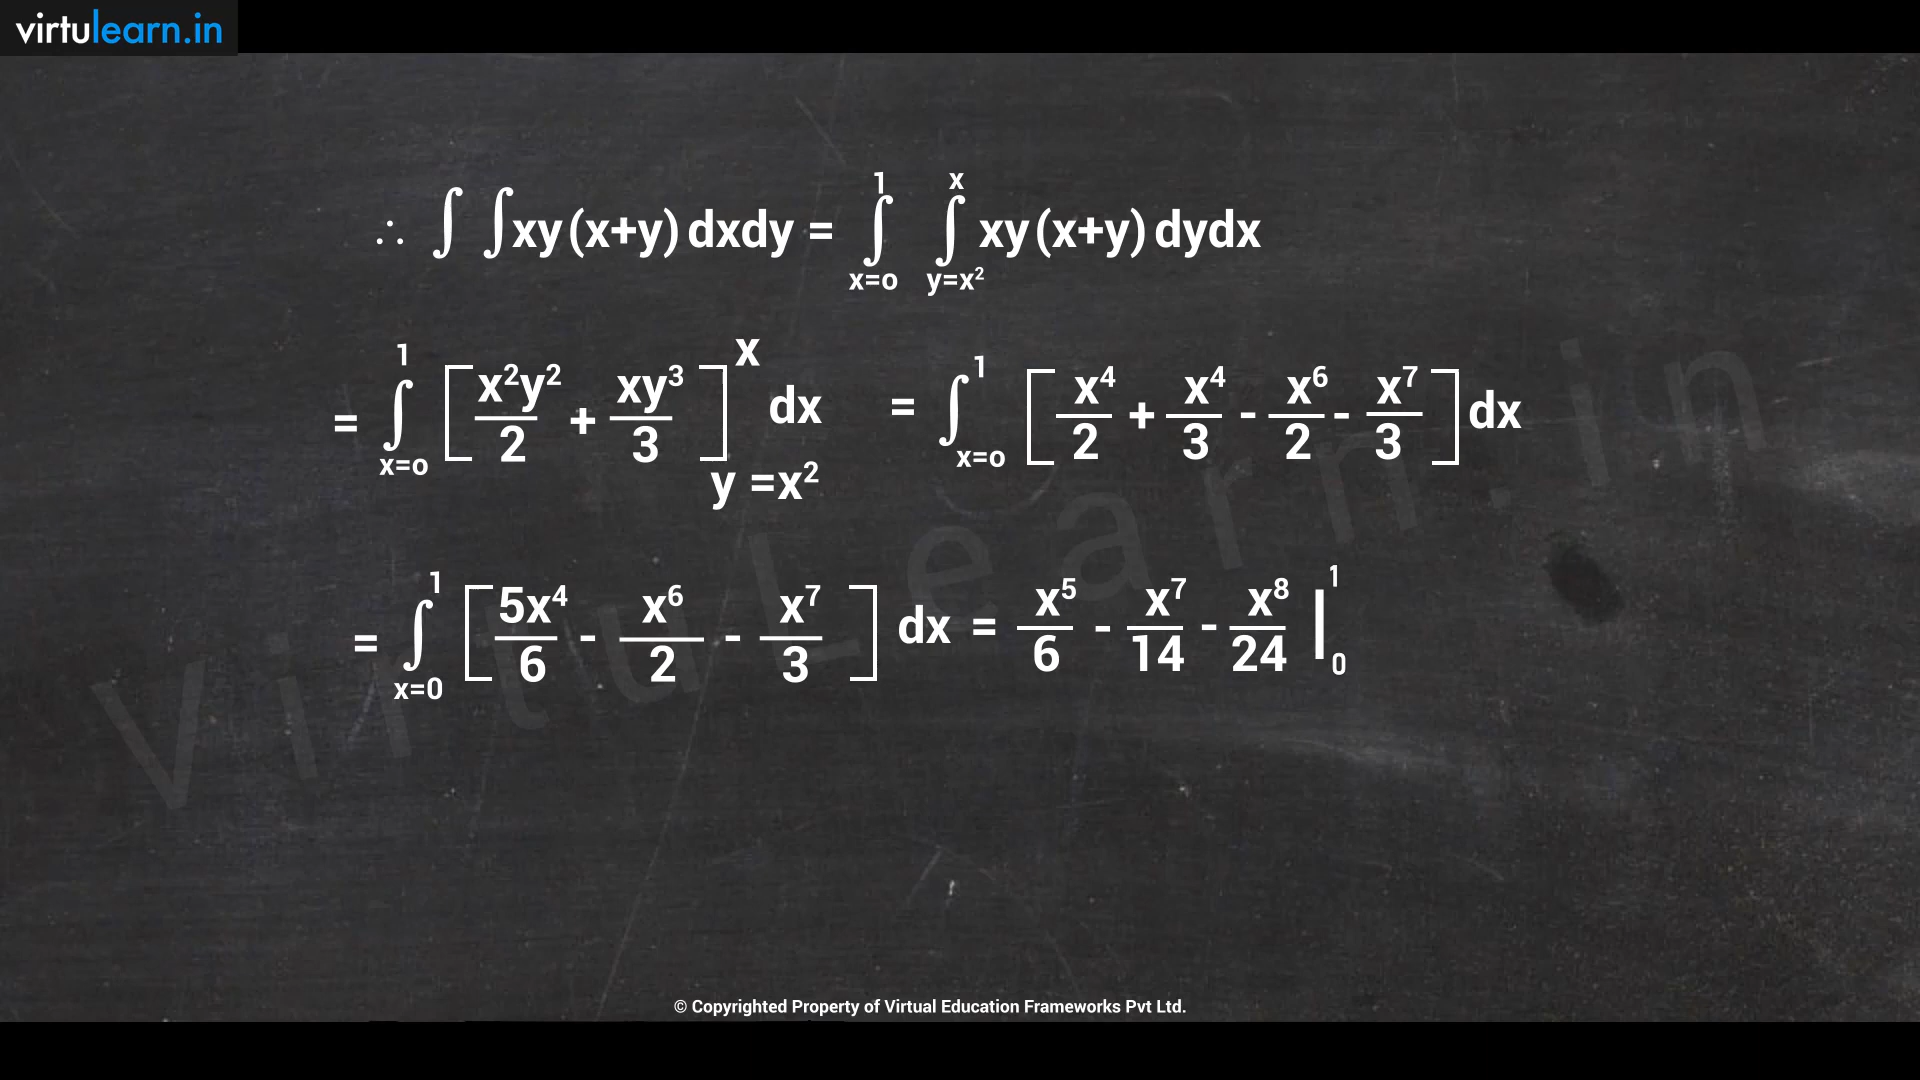 virtulearn.in
∴ ∫ ∫ xy (x+y) dxdy = ∫_{x=o}^{1} ∫_{y=x²}^{x} xy (x+y) dydx
= ∫_{x=o}^{1} [x²y²/2 + xy³/3]_{y =x²}^{x} dx = ∫_{x=o}^{1} [x⁴/2 + x⁴/3 - x⁶/2 - x⁷/3] dx
= ∫_{x=0}^{1} [5x⁴/6 - x⁶/2 - x⁷/3] dx = x⁵/6 - x⁷/14 - x⁸/24 |_{0}^{1}
VirtuLearn.in
© Copyrighted Property of Virtual Education Frameworks Pvt Ltd.